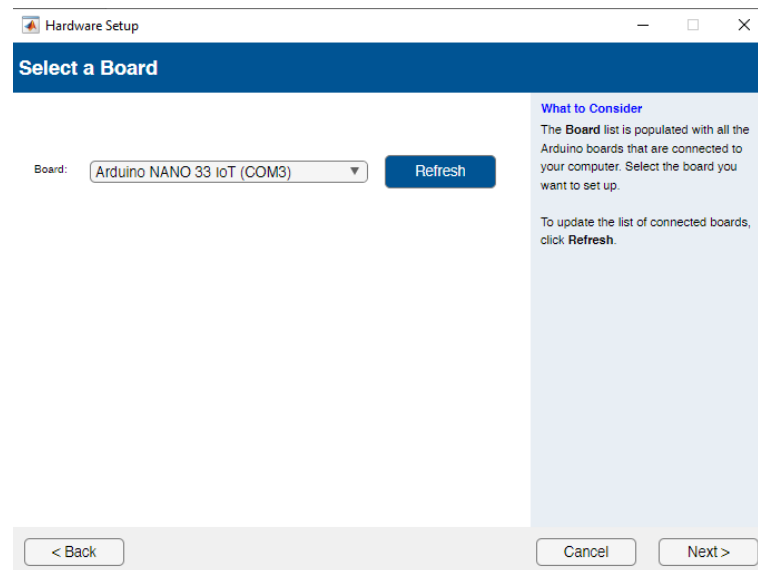 Hardware Setup
Select a Board
Board:
Arduino NANO 33 IoT (COM3)
Refresh
What to Consider
The Board list is populated with all the
Arduino boards that are connected to
your computer. Select the board you
want to set up.
To update the list of connected boards,
click Refresh.
< Back
Cancel
Next >